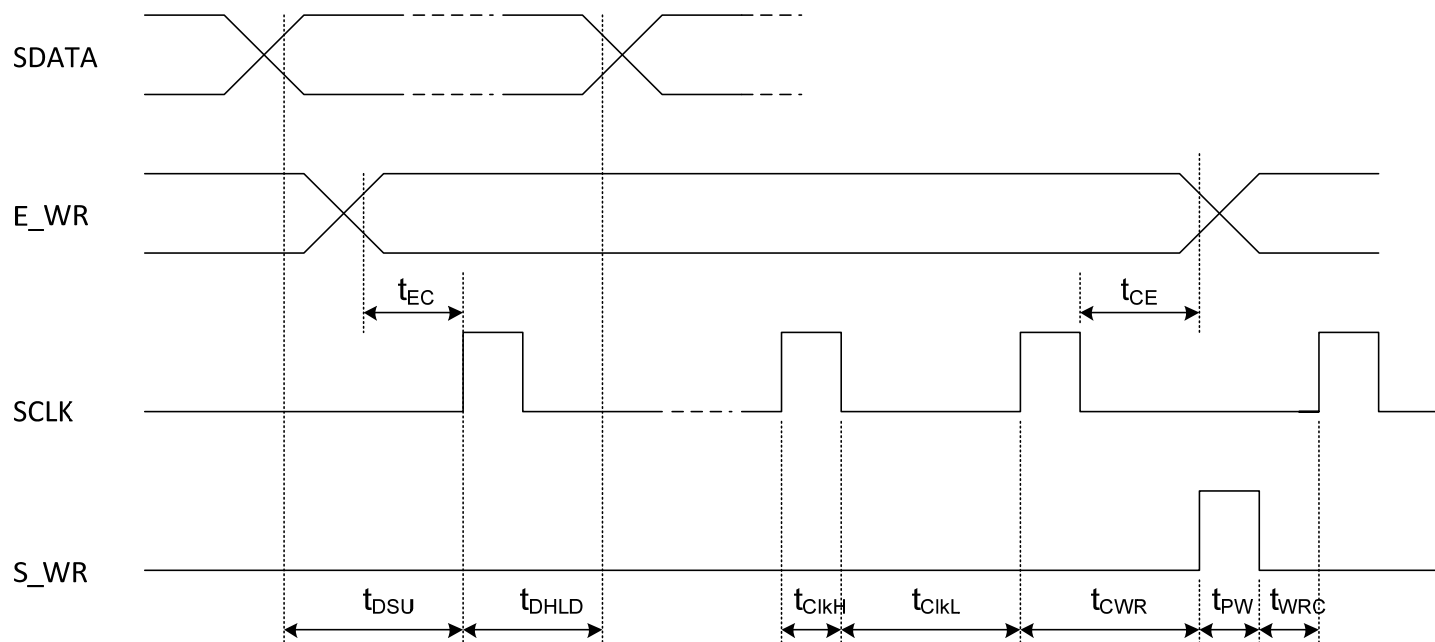 SDATA
E_WR
tEC
tCE
SCLK
S_WR
tDSU
tDHLD
tClkH
tClkL
tCWR
tPW
tWRC